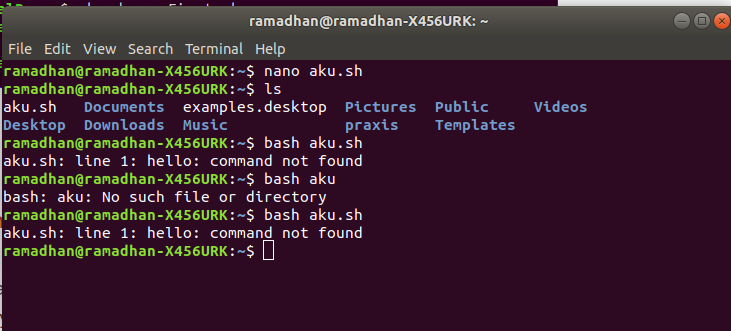 ramadhan@ramadhan-X456URK: ~
File Edit View Search Terminal Help
ramadhan@ramadhan-X456URK:~$ nano aku.sh
ramadhan@ramadhan-X456URK:~$ ls
aku.sh Documents examples.desktop Pictures Public Videos
Desktop Downloads Music praxis Templates
ramadhan@ramadhan-X456URK:~$ bash aku.sh
aku.sh: line 1: hello: command not found
ramadhan@ramadhan-X456URK:~$ bash aku
bash: aku: No such file or directory
ramadhan@ramadhan-X456URK:~$ bash aku.sh
aku.sh: line 1: hello: command not found
ramadhan@ramadhan-X456URK:~$